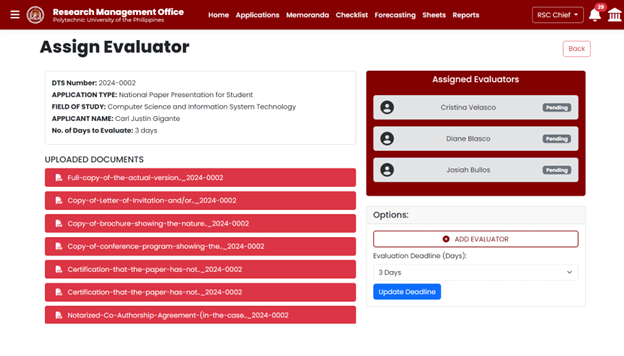 Research Management Office
Polytechnic University of the Philippines
Home Applications Memoranda Checklist Forecasting Sheets Reports
RSC Chief
29
Assign Evaluator
Back
DTS Number: 2024-0002
APPLICATION TYPE: National Paper Presentation for Student
FIELD OF STUDY: Computer Science and Information System Technology
APPLICANT NAME: Carl Justin Gigante
No. of Days to Evaluate: 3 days
UPLOADED DOCUMENTS
Full-copy-of-the-actual-version.._2024-0002
Copy-of-Letter-of-Invitation-and/or.._2024-0002
Copy-of-brochure-showing-the-nature.._2024-0002
Copy-of-conference-program-showing-the.._2024-0002
Certification-that-the-paper-has-not.._2024-0002
Certification-that-the-paper-has-not.._2024-0002
Notarized-Co-Authorship-Agreement-(in-the-case.._2024-0002
Assigned Evaluators
Cristina Velasco Pending
Diane Blasco Pending
Josiah Bullos Pending
Options:
ADD EVALUATOR
Evaluation Deadline (Days):
3 Days
Update Deadline